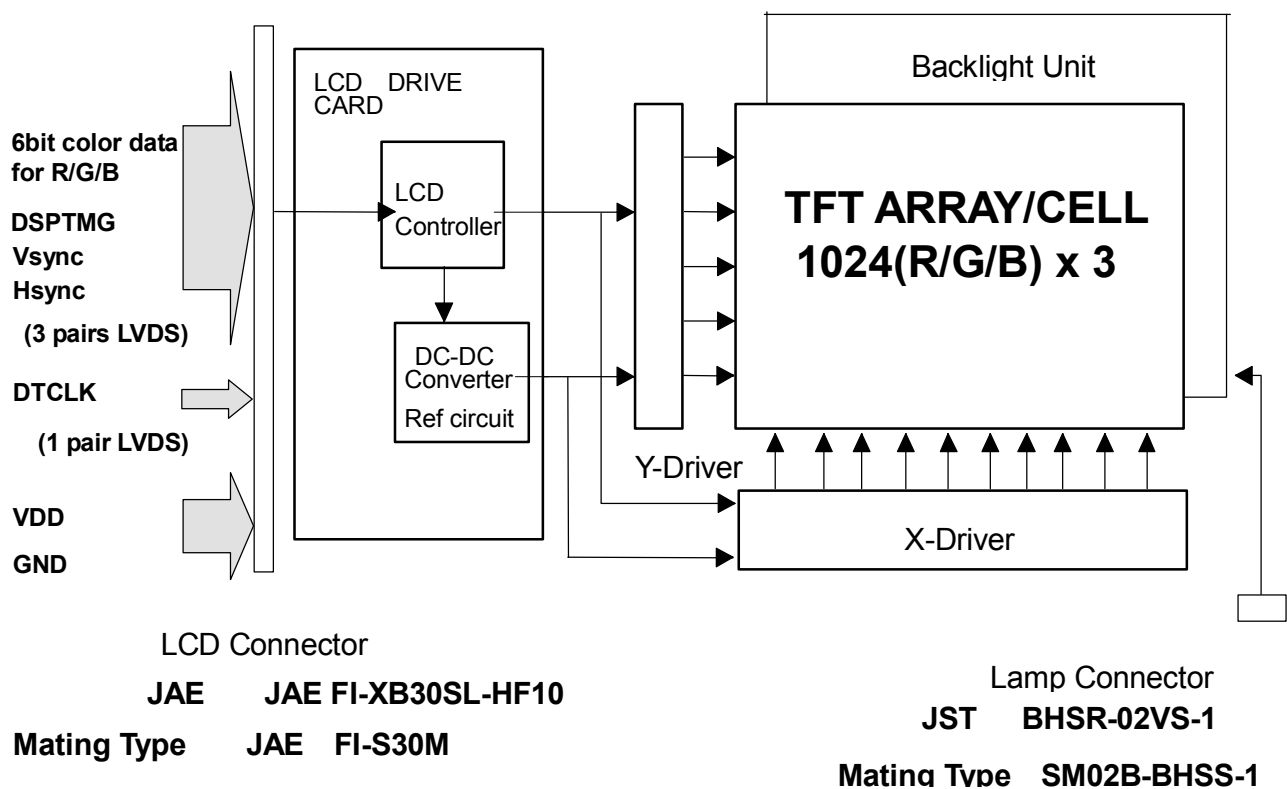 6bit color data
for R/G/B
DSPTMG
Vsync
Hsync
(3 pairs LVDS)
DTCLK
(1 pair LVDS)
VDD
GND
LCD DRIVE
CARD
LCD
Controller
DC-DC
Converter
Ref circuit
Y-Driver
Backlight Unit
TFT ARRAY/CELL
1024(R/G/B) x 3
X-Driver
LCD Connector
JAE JAE FI-XB30SL-HF10
Mating Type JAE FI-S30M
Lamp Connector
JST BHSR-02VS-1
Mating Type SM02B-BHSS-1